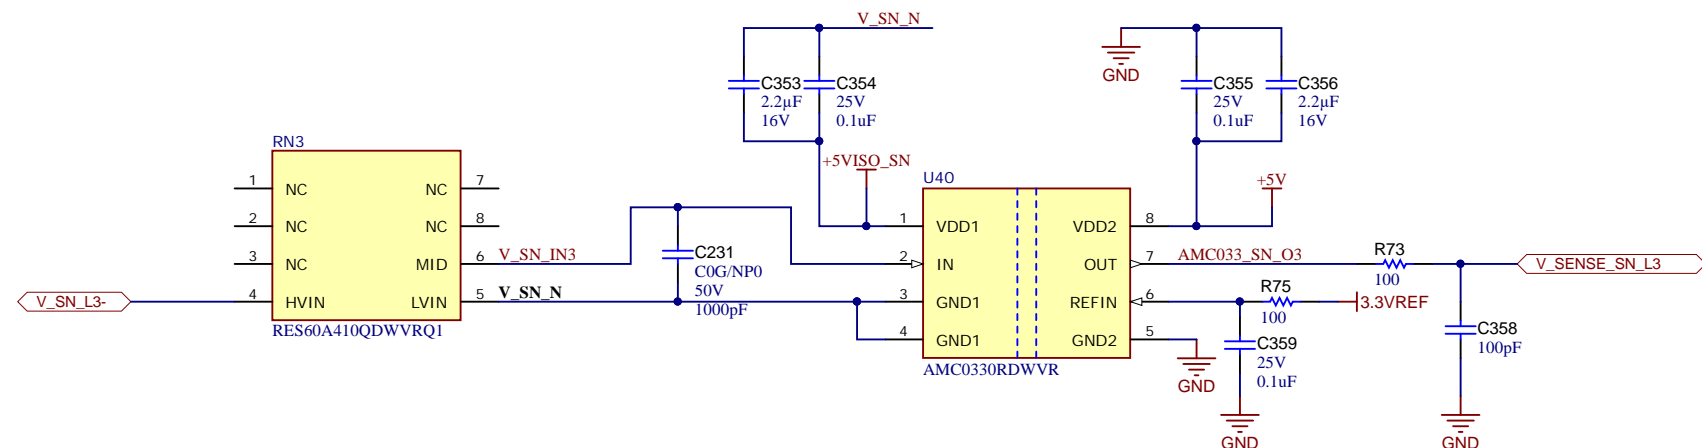 V_SN_N
C353
2.2µF
16V
C354
25V
0.1uF
GND
C355
25V
0.1uF
C356
2.2µF
16V
RN3
1 NC
NC 7
2 NC
NC 8
3 NC
MID 6
4 HVIN
LVIN 5
RES60A410QDWVRQ1
V_SN_L3-
V_SN_IN3
V_SN_N
C231
C0G/NP0
50V
1000pF
+5VISO_SN
U40
1 VDD1
VDD2 8
2 IN
OUT 7
3 GND1
REFIN 6
4 GND1
GND2 5
AMC0330RDWVR
+5V
AMC033_SN_O3
R73
100
V_SENSE_SN_L3
R75
100
3.3VREF
C358
100pF
C359
25V
0.1uF
GND
GND
GND